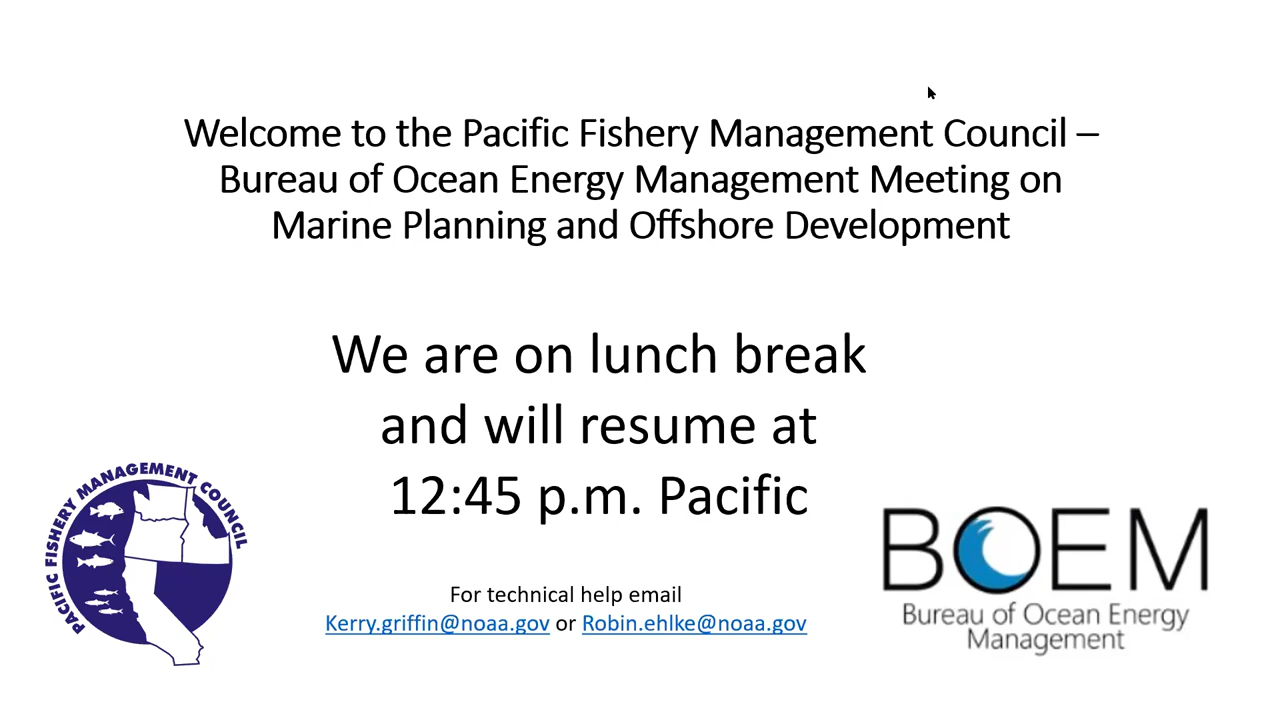 Welcome to the Pacific Fishery Management Council –
Bureau of Ocean Energy Management Meeting on
Marine Planning and Offshore Development
We are on lunch break
and will resume at
12:45 p.m. Pacific
For technical help email
Kerry.griffin@noaa.gov or Robin.ehlke@noaa.gov
PACIFIC FISHERY MANAGEMENT COUNCIL
BOEM
Bureau of Ocean Energy
Management